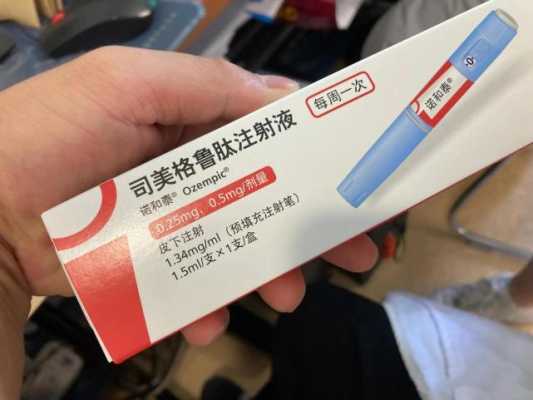 司美格鲁肽注射液
每周一次
诺和泰® Ozempic®
0.25mg、0.5mg/剂量
皮下注射
1.34mg/ml（预填充注射笔）
1.5ml/支×1支/盒
诺和泰®